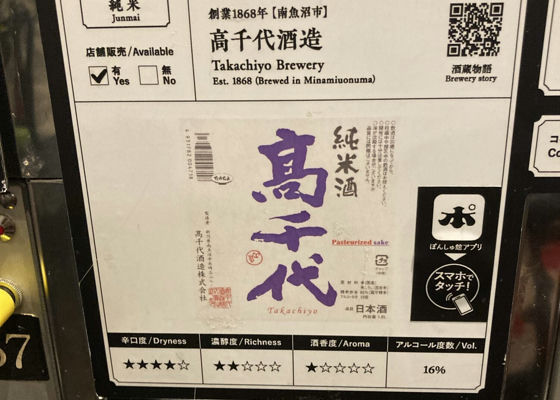 純米
Junmai
店舗販売/Available
有
Yes
無
No
創業1868年【南魚沼市】
高千代酒造
Takachiyo Brewery
Est. 1868 (Brewed in Minamiuonuma)
酒蔵物語
Brewery story
純米酒
髙千代
Takachiyo
Pasteurized sake
高千代酒造株式会社
日本酒
ポ
ぽんしゅ館アプリ
スマホで
タッチ!
辛口度/Dryness
★★★★☆
濃醇度/Richness
★★☆☆☆
酒香度/Aroma
★☆☆☆☆
アルコール度数/Vol.
16%
コ
Co
37